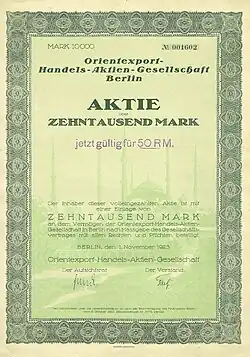 MARK 10000
№ 001602
Orientexport-
Handels-Aktien-Gesellschaft
Berlin
AKTIE
ZEHNTAUSEND MARK
jetzt gültig für 50 RM.
Der Inhaber dieser volleingezahlten Aktie ist mit
einer Einlage von
ZEHNTAUSEND MARK
an dem Vermögen der Orientexport-Handels-Aktien-
Gesellschaft in Berlin nach Massgabe des Gesellschafts-
vertrages mit allen Rechten und Pflichten beteiligt.
BERLIN, den 1. November 1923
Orientexport-Handels-Aktien-Gesellschaft
Der Aufsichtsrat
Der Vorstand